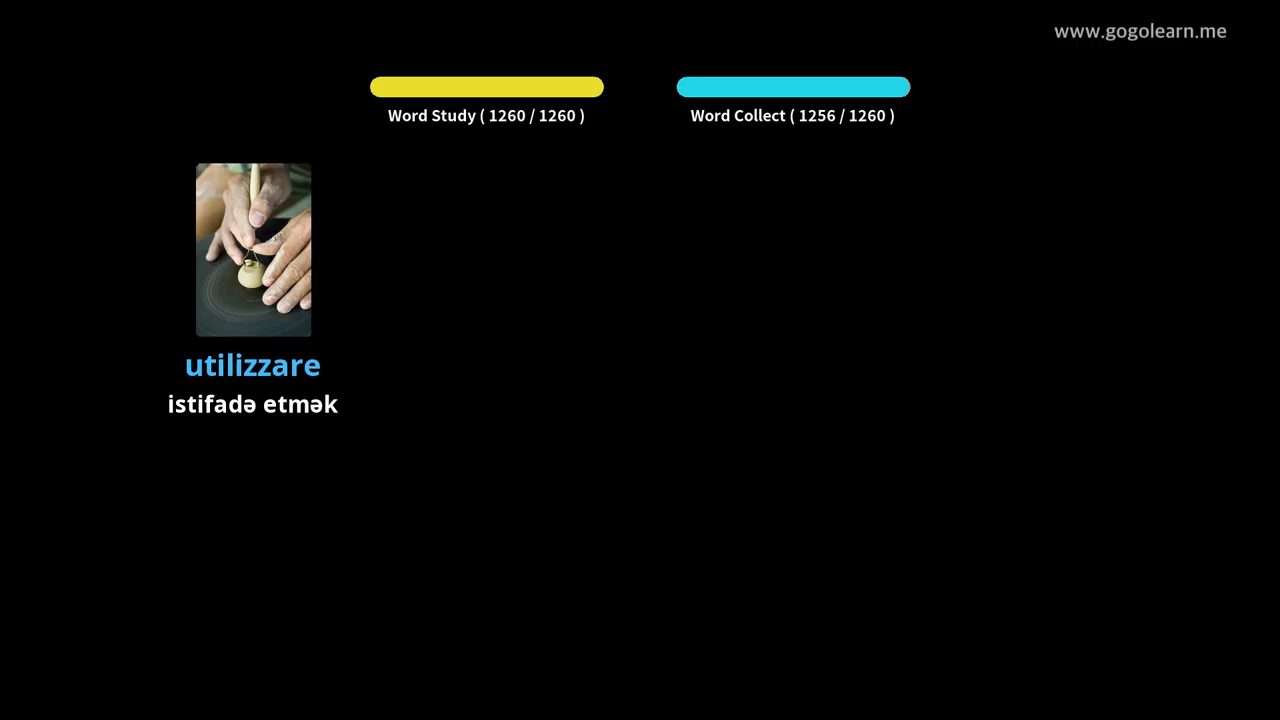 www.gogolearn.me
Word Study ( 1260 / 1260 )
Word Collect ( 1256 / 1260 )
utilizzare
istifadə etmək